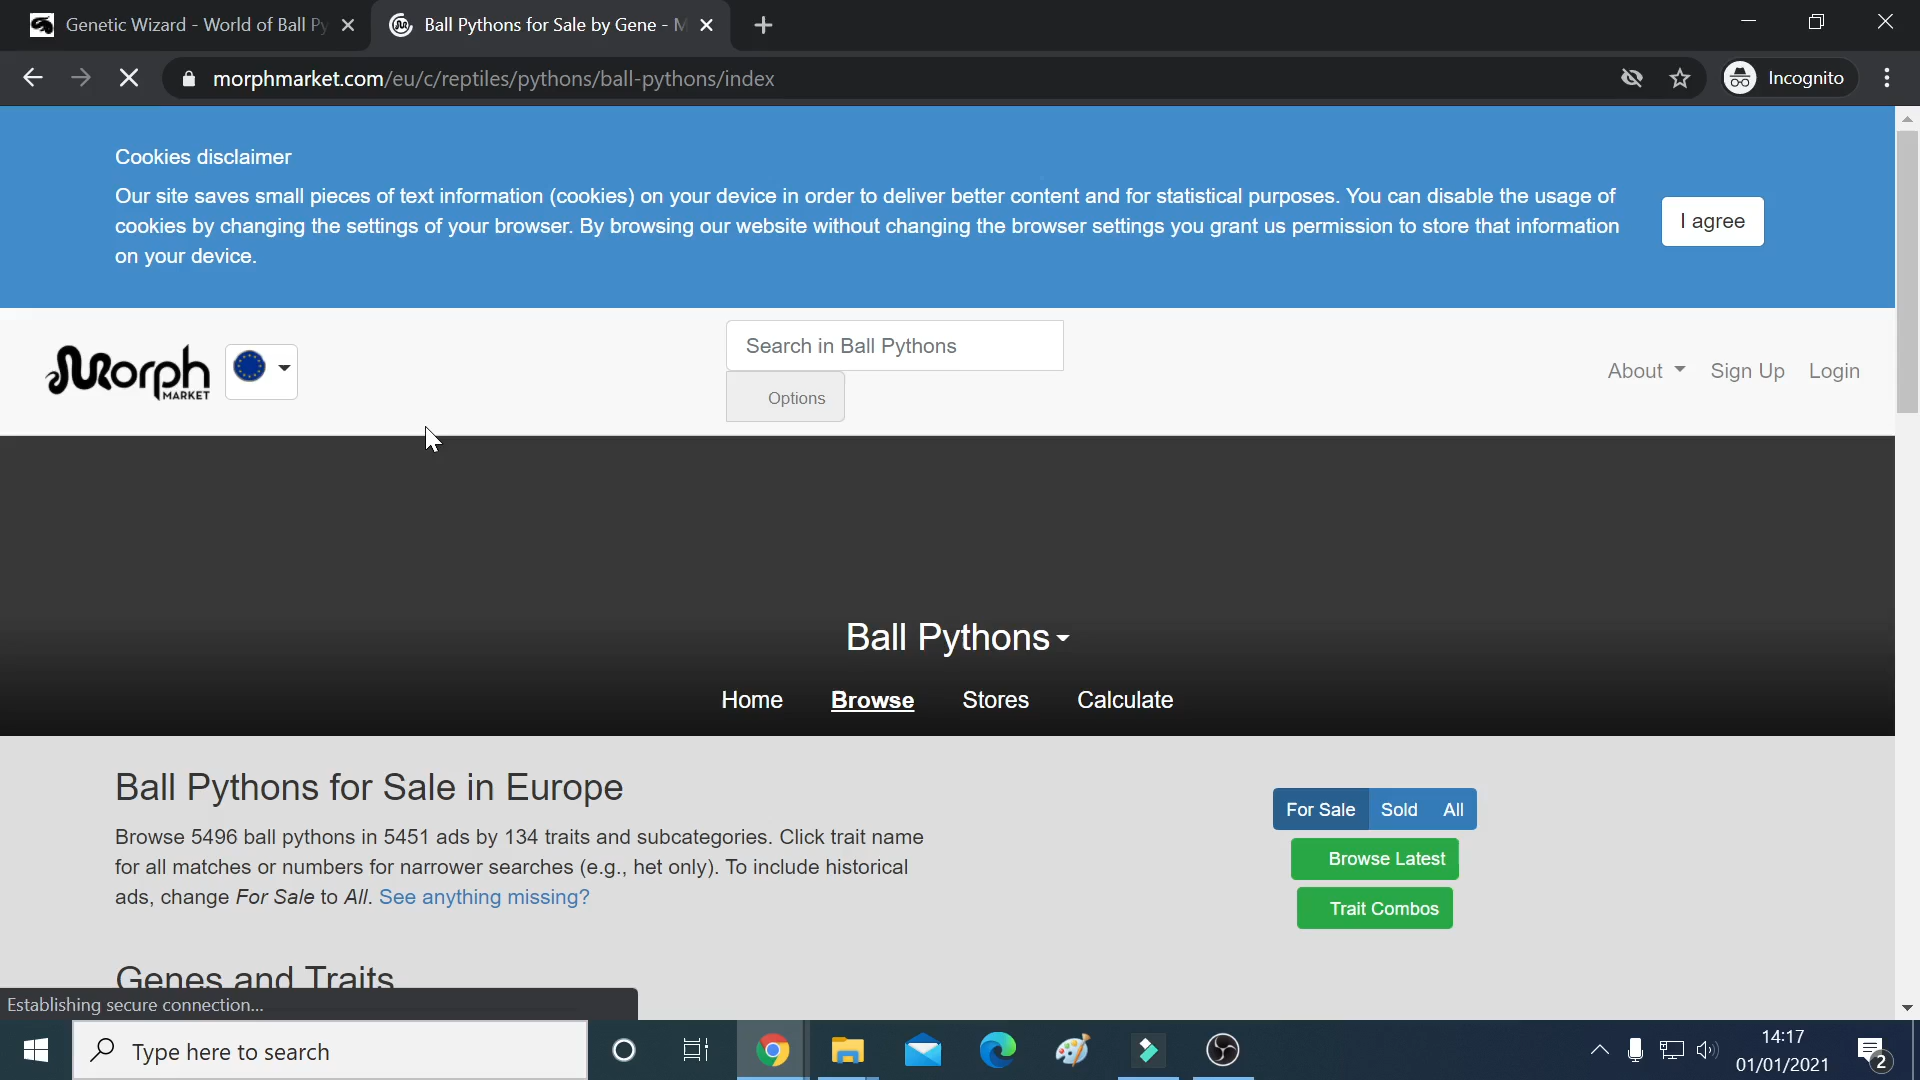 Genetic Wizard - World of Ball Py
Ball Pythons for Sale by Gene - M
morphmarket.com/eu/c/reptiles/pythons/ball-pythons/index
Incognito
Cookies disclaimer
Our site saves small pieces of text information (cookies) on your device in order to deliver better content and for statistical purposes. You can disable the usage of
cookies by changing the settings of your browser. By browsing our website without changing the browser settings you grant us permission to store that information
on your device.
I agree
Morph
MARKET
Search in Ball Pythons
Options
About
Sign Up
Login
Ball Pythons
Home
Browse
Stores
Calculate
Ball Pythons for Sale in Europe
Browse 5496 ball pythons in 5451 ads by 134 traits and subcategories. Click trait name
for all matches or numbers for narrower searches (e.g., het only). To include historical
ads, change For Sale to All. See anything missing?
For Sale
Sold
All
Browse Latest
Trait Combos
Genes and Traits
Establishing secure connection...
Type here to search
14:17
01/01/2021
2